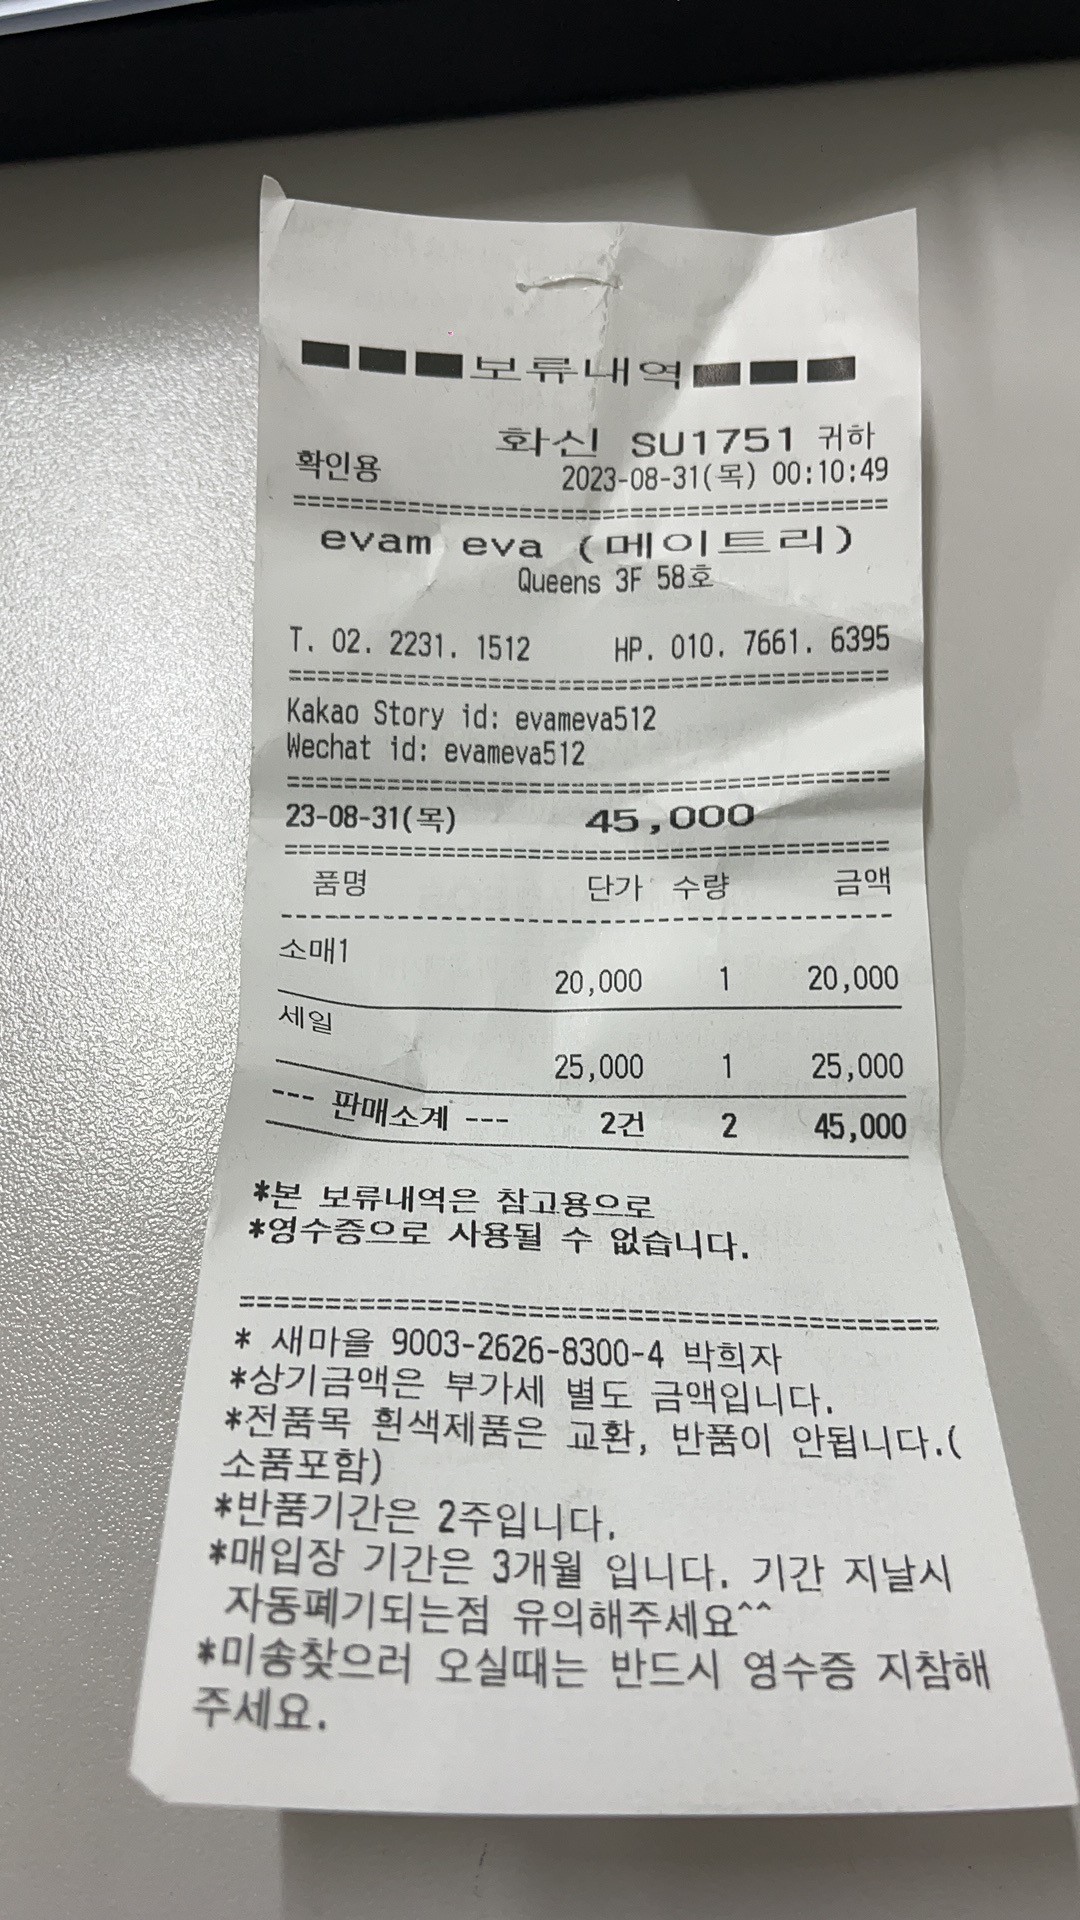 ■■■보류내역■■■
화신 SU1751 귀하
확인용 2023-08-31(목) 00:10:49
==========================================
evam eva (메이트리)
Queens 3F 58호
T. 02. 2231. 1512 HP. 010. 7661. 6395
==========================================
Kakao Story id: evameva512
Wechat id: evameva512
==========================================
23-08-31(목) 45,000
==========================================
품명 단가 수량 금액
------------------------------------------
소매1
20,000 1 20,000
세일
25,000 1 25,000
--- 판매소계 --- 2건 2 45,000
*본 보류내역은 참고용으로
*영수증으로 사용될 수 없습니다.
==========================================
* 새마을 9003-2626-8300-4 박희자
*상기금액은 부가세 별도 금액입니다.
*전품목 흰색제품은 교환, 반품이 안됩니다.(
소품포함)
*반품기간은 2주입니다.
*매입장 기간은 3개월 입니다. 기간 지날시
자동폐기되는점 유의해주세요^^
*미송찾으러 오실때는 반드시 영수증 지참해
주세요.